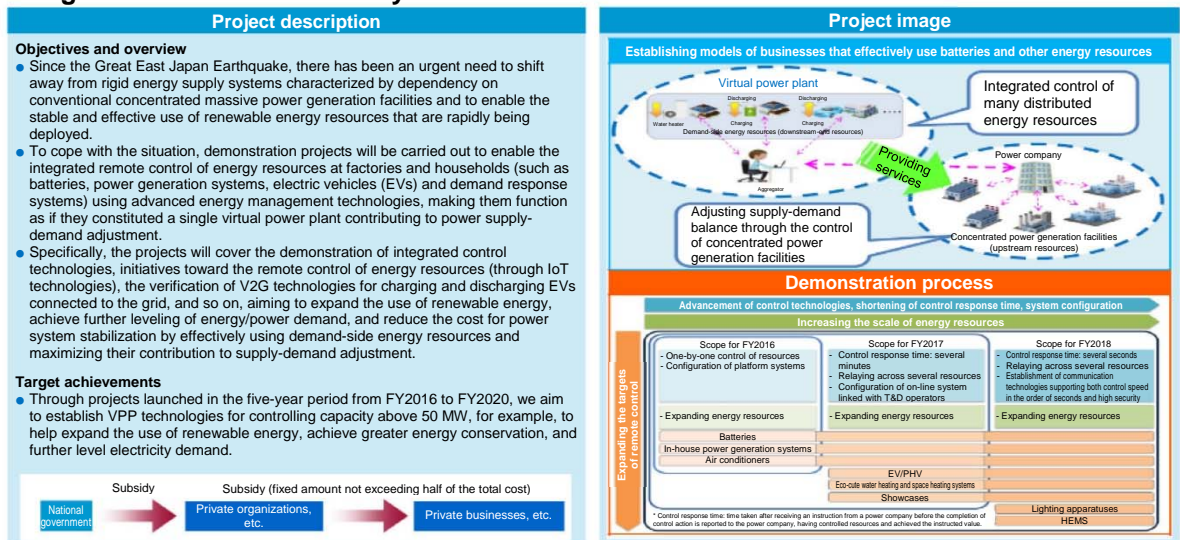 Project description
Objectives and overview
● Since the Great East Japan Earthquake, there has been an urgent need to shift
away from rigid energy supply systems characterized by dependency on
conventional concentrated massive power generation facilities and to enable the
stable and effective use of renewable energy resources that are rapidly being
deployed.
● To cope with the situation, demonstration projects will be carried out to enable the
integrated remote control of energy resources at factories and households (such as
batteries, power generation systems, electric vehicles (EVs) and demand response
systems) using advanced energy management technologies, making them function
as if they constituted a single virtual power plant contributing to power supply-
demand adjustment.
● Specifically, the projects will cover the demonstration of integrated control
technologies, initiatives toward the remote control of energy resources (through IoT
technologies), the verification of V2G technologies for charging and discharging EVs
connected to the grid, and so on, aiming to expand the use of renewable energy,
achieve further leveling of energy/power demand, and reduce the cost for power
system stabilization by effectively using demand-side energy resources and
maximizing their contribution to supply-demand adjustment.
Target achievements
● Through projects launched in the five-year period from FY2016 to FY2020, we aim
to establish VPP technologies for controlling capacity above 50 MW, for example, to
help expand the use of renewable energy, achieve greater energy conservation, and
further level electricity demand.
Subsidy
Subsidy (fixed amount not exceeding half of the total cost)
National
government
Private organizations,
etc.
Private businesses, etc.
Project image
Establishing models of businesses that effectively use batteries and other energy resources
Virtual power plant
Discharging
Discharging
Water heater
Charging
Charging
Demand-side energy resources (downstream-end resources)
Aggregator
Integrated control of
many distributed
energy resources
Providing
services
Power company
Adjusting supply-demand
balance through the control
of concentrated power
generation facilities
Concentrated power generation facilities
(upstream resources)
Demonstration process
Advancement of control technologies, shortening of control response time, system configuration
Increasing the scale of energy resources
Expanding the targets
of remote control
Scope for FY2016
- One-by-one control of resources
- Configuration of platform systems
- Expanding energy resources
Scope for FY2017
- Control response time: several
minutes
- Relaying across several resources
- Configuration of on-line system
linked with T&D operators
- Expanding energy resources
Scope for FY2018
- Control response time: several seconds
- Relaying across several resources
- Establishment of communication
technologies supporting both control speed
in the order of seconds and high security
- Expanding energy resources
Batteries
In-house power generation systems
Air conditioners
EV/PHV
Eco-cute water heating and space heating systems
Showcases
Lighting apparatuses
HEMS
* Control response time: time taken after receiving an instruction from a power company before the completion of
control action is reported to the power company, having controlled resources and achieved the instructed value.